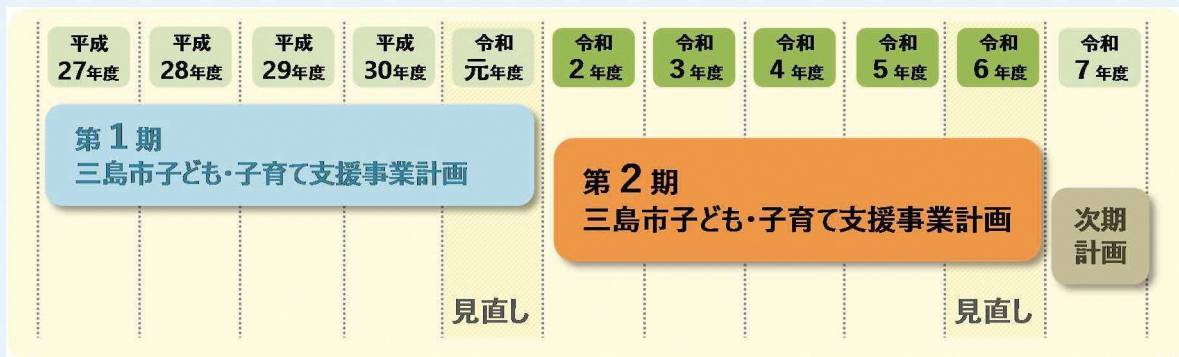 平成
27年度
平成
28年度
平成
29年度
平成
30年度
令和
元年度
令和
2年度
令和
3年度
令和
4年度
令和
5年度
令和
6年度
令和
7年度
第1期
三島市子ども・子育て支援事業計画
第2期
三島市子ども・子育て支援事業計画
次期
計画
見直し
見直し